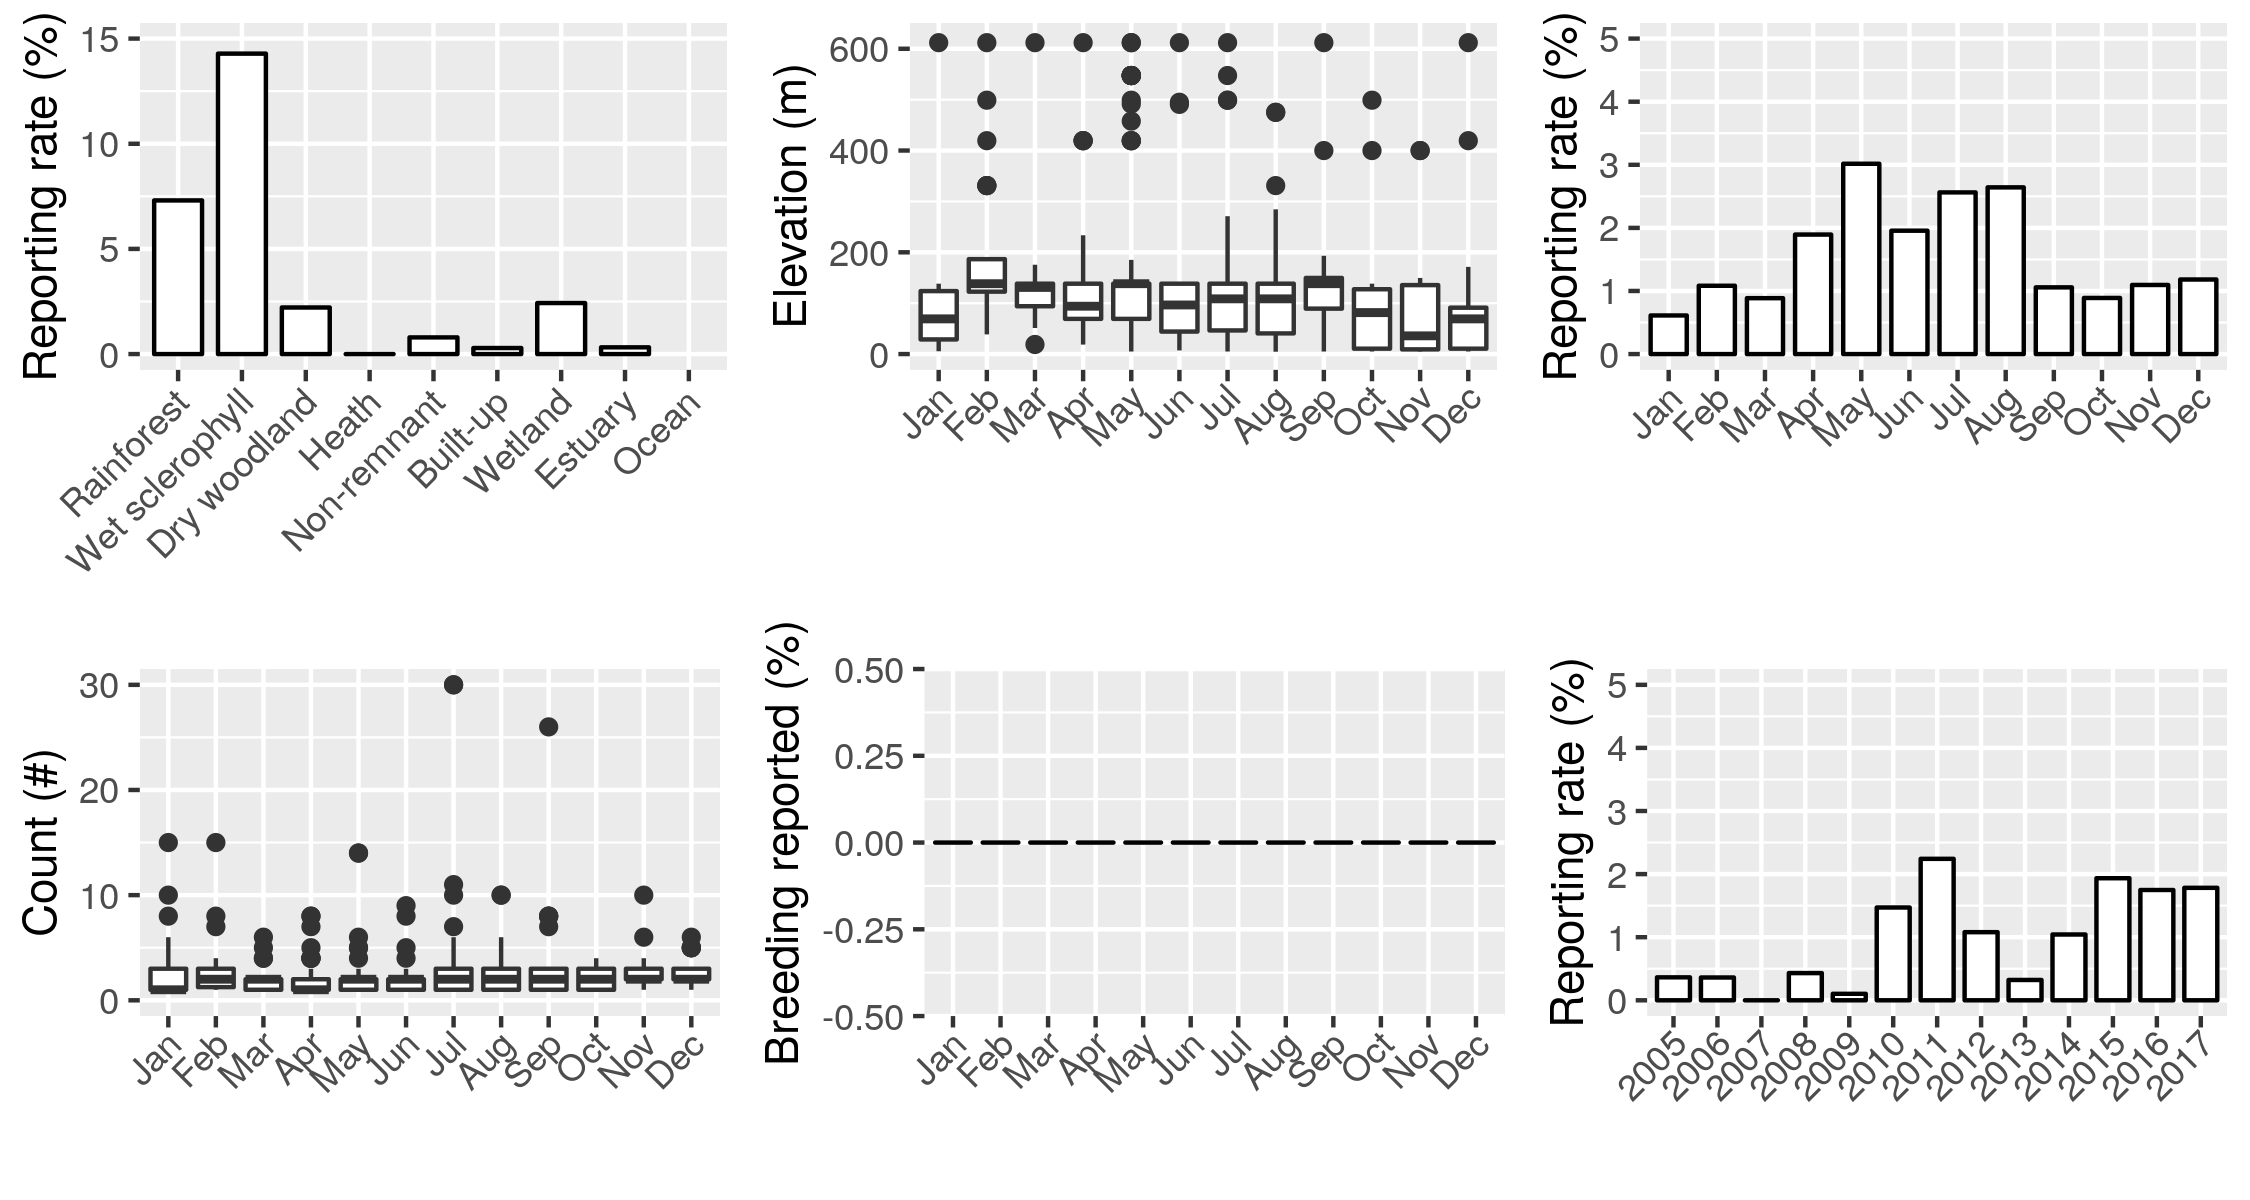 Reporting rate (%)
15
10
5
0
Rainforest
Wet sclerophyll
Dry woodland
Heath
Non-remnant
Built-up
Wetland
Estuary
Ocean
Elevation (m)
600
400
200
0
Jan
Feb
Mar
Apr
May
Jun
Jul
Aug
Sep
Oct
Nov
Dec
Reporting rate (%)
5
4
3
2
1
0
Jan
Feb
Mar
Apr
May
Jun
Jul
Aug
Sep
Oct
Nov
Dec
Count (#)
30
20
10
0
Jan
Feb
Mar
Apr
May
Jun
Jul
Aug
Sep
Oct
Nov
Dec
Breeding reported (%)
0.50
0.25
0.00
-0.25
-0.50
Jan
Feb
Mar
Apr
May
Jun
Jul
Aug
Sep
Oct
Nov
Dec
Reporting rate (%)
5
4
3
2
1
0
2005
2006
2007
2008
2009
2010
2011
2012
2013
2014
2015
2016
2017